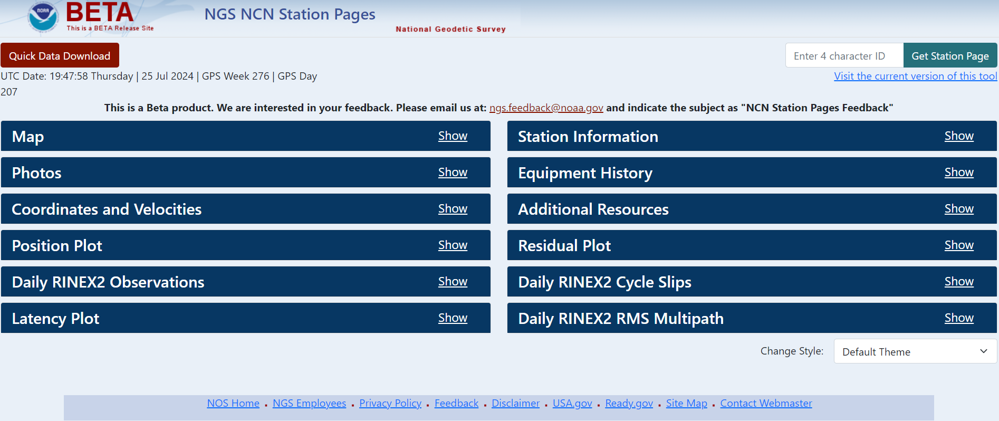 NOAA
BETA
This is a BETA Release Site
NGS NCN Station Pages
National Geodetic Survey
Quick Data Download
Enter 4 character ID
Get Station Page
UTC Date: 19:47:58 Thursday | 25 Jul 2024 | GPS Week 276 | GPS Day
207
Visit the current version of this tool
This is a Beta product. We are interested in your feedback. Please email us at: ngs.feedback@noaa.gov and indicate the subject as "NCN Station Pages Feedback"
Map Show
Station Information Show
Photos Show
Equipment History Show
Coordinates and Velocities Show
Additional Resources Show
Position Plot Show
Residual Plot Show
Daily RINEX2 Observations Show
Daily RINEX2 Cycle Slips Show
Latency Plot Show
Daily RINEX2 RMS Multipath Show
Change Style: Default Theme
NOS Home . NGS Employees . Privacy Policy . Feedback . Disclaimer . USA.gov . Ready.gov . Site Map . Contact Webmaster